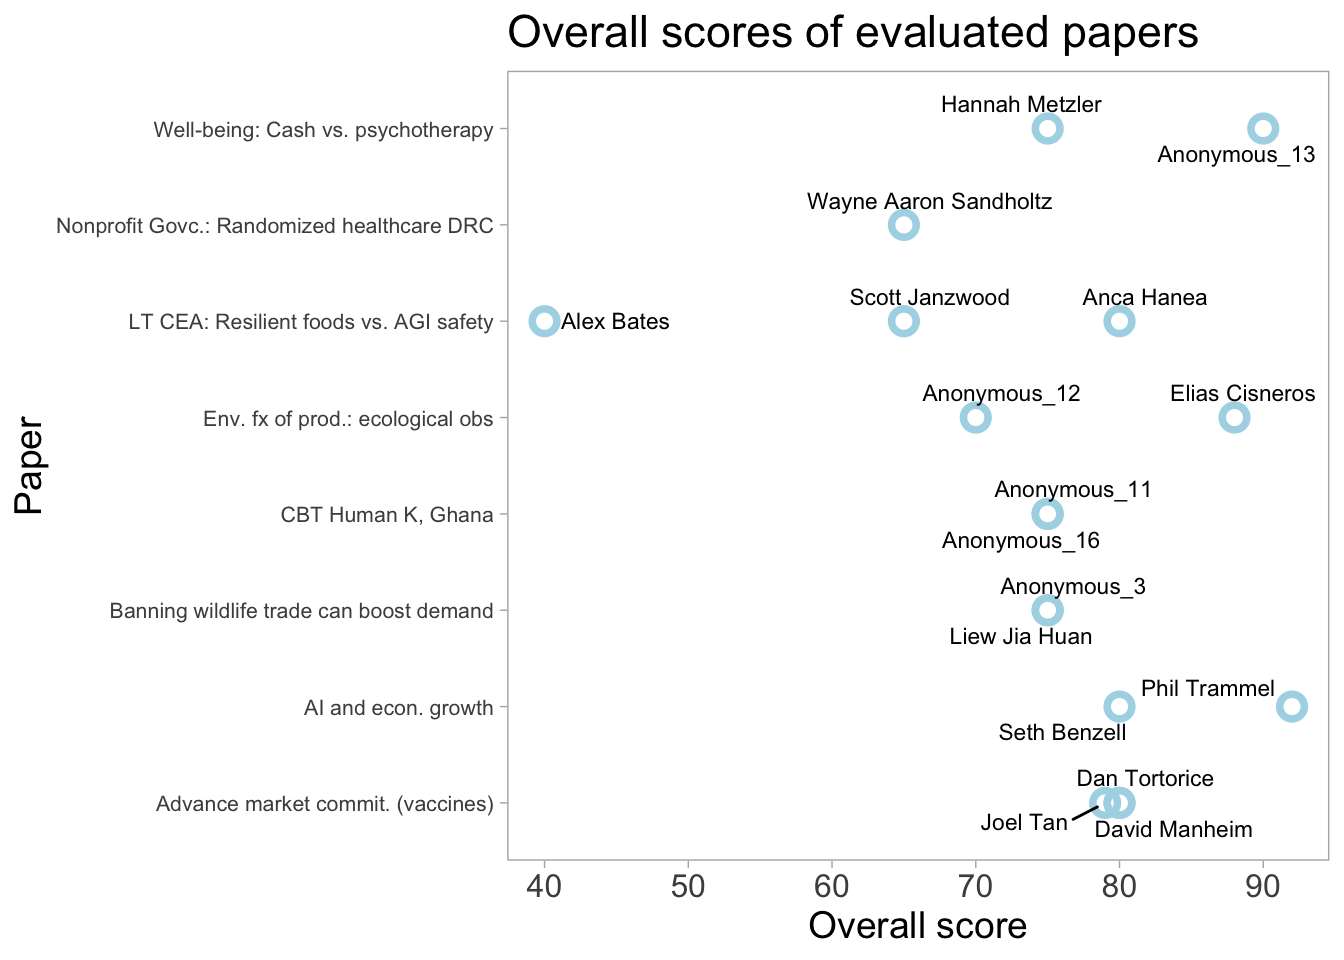 Overall scores of evaluated papers
Paper
Well-being: Cash vs. psychotherapy
Hannah Metzler
Anonymous_13
Nonprofit Govc.: Randomized healthcare DRC
Wayne Aaron Sandholtz
LT CEA: Resilient foods vs. AGI safety
Alex Bates
Scott Janzwood
Anca Hanea
Env. fx of prod.: ecological obs
Anonymous_12
Elias Cisneros
CBT Human K, Ghana
Anonymous_11
Anonymous_16
Banning wildlife trade can boost demand
Anonymous_3
Liew Jia Huan
AI and econ. growth
Phil Trammel
Seth Benzell
Advance market commit. (vaccines)
Dan Tortorice
Joel Tan
David Manheim
40 50 60 70 80 90
Overall score